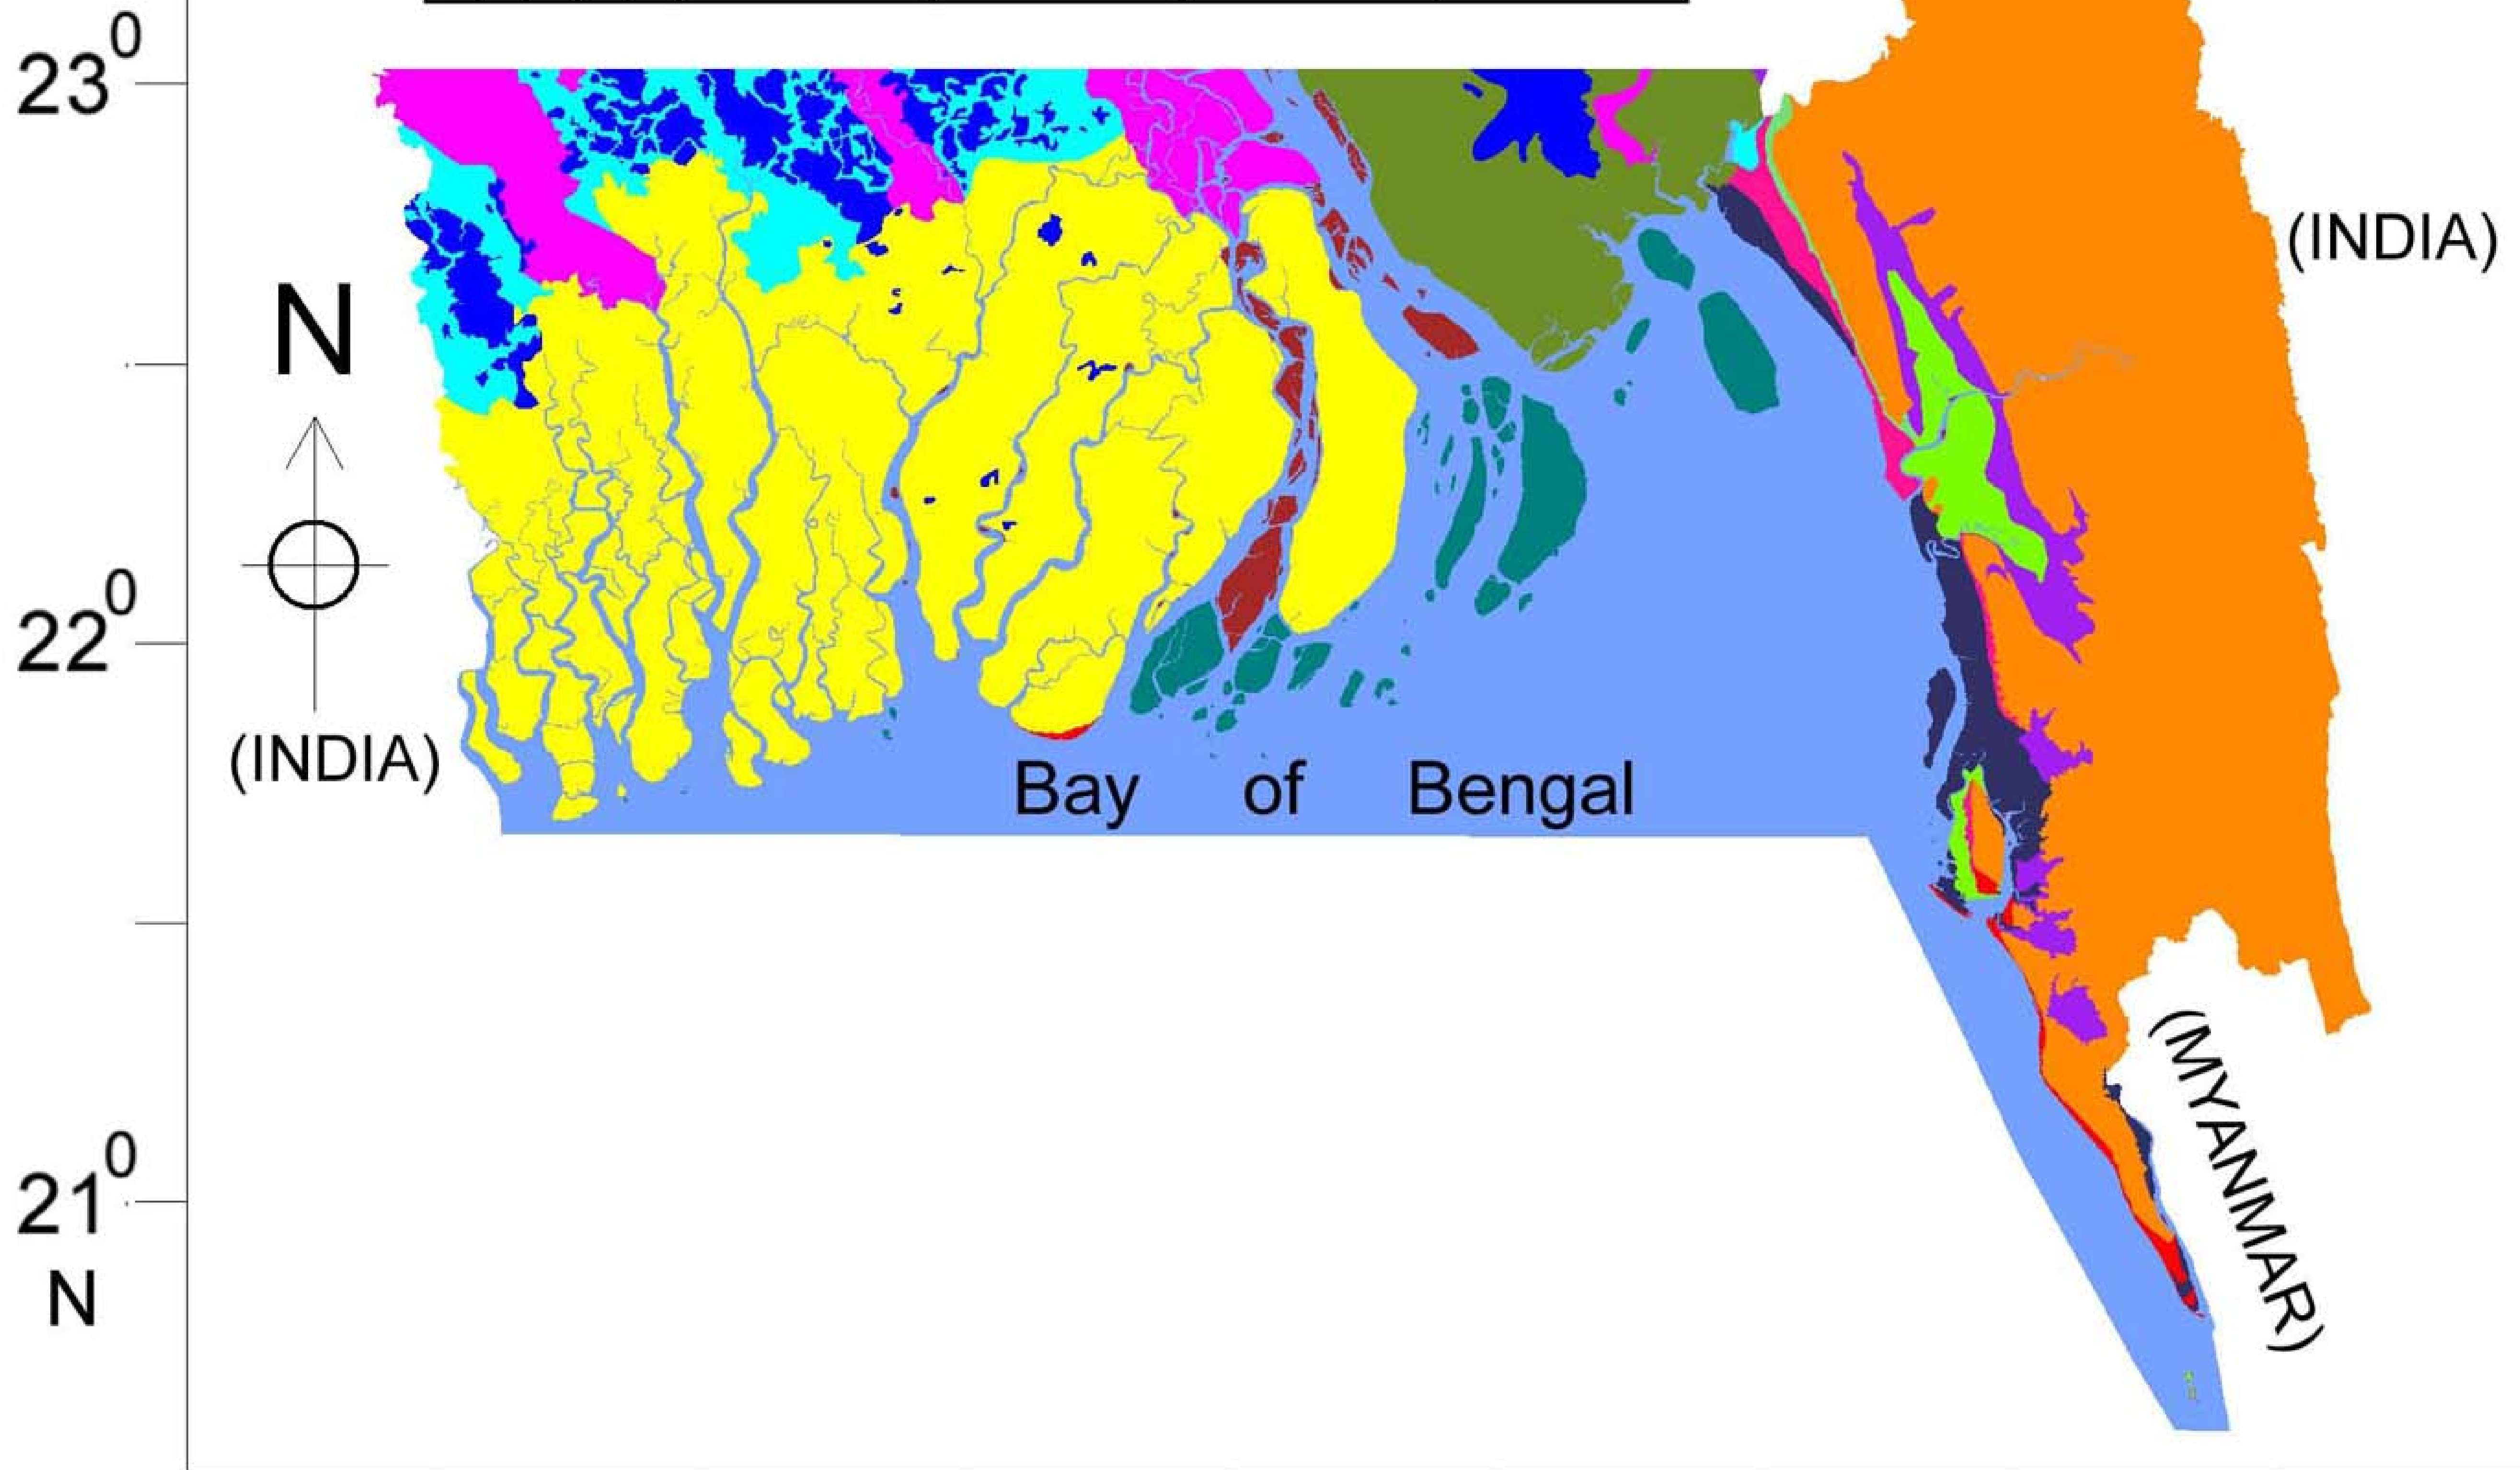 23⁰
(INDIA)
N
22⁰
(INDIA)
Bay of Bengal
(MYANMAR)
21⁰
N